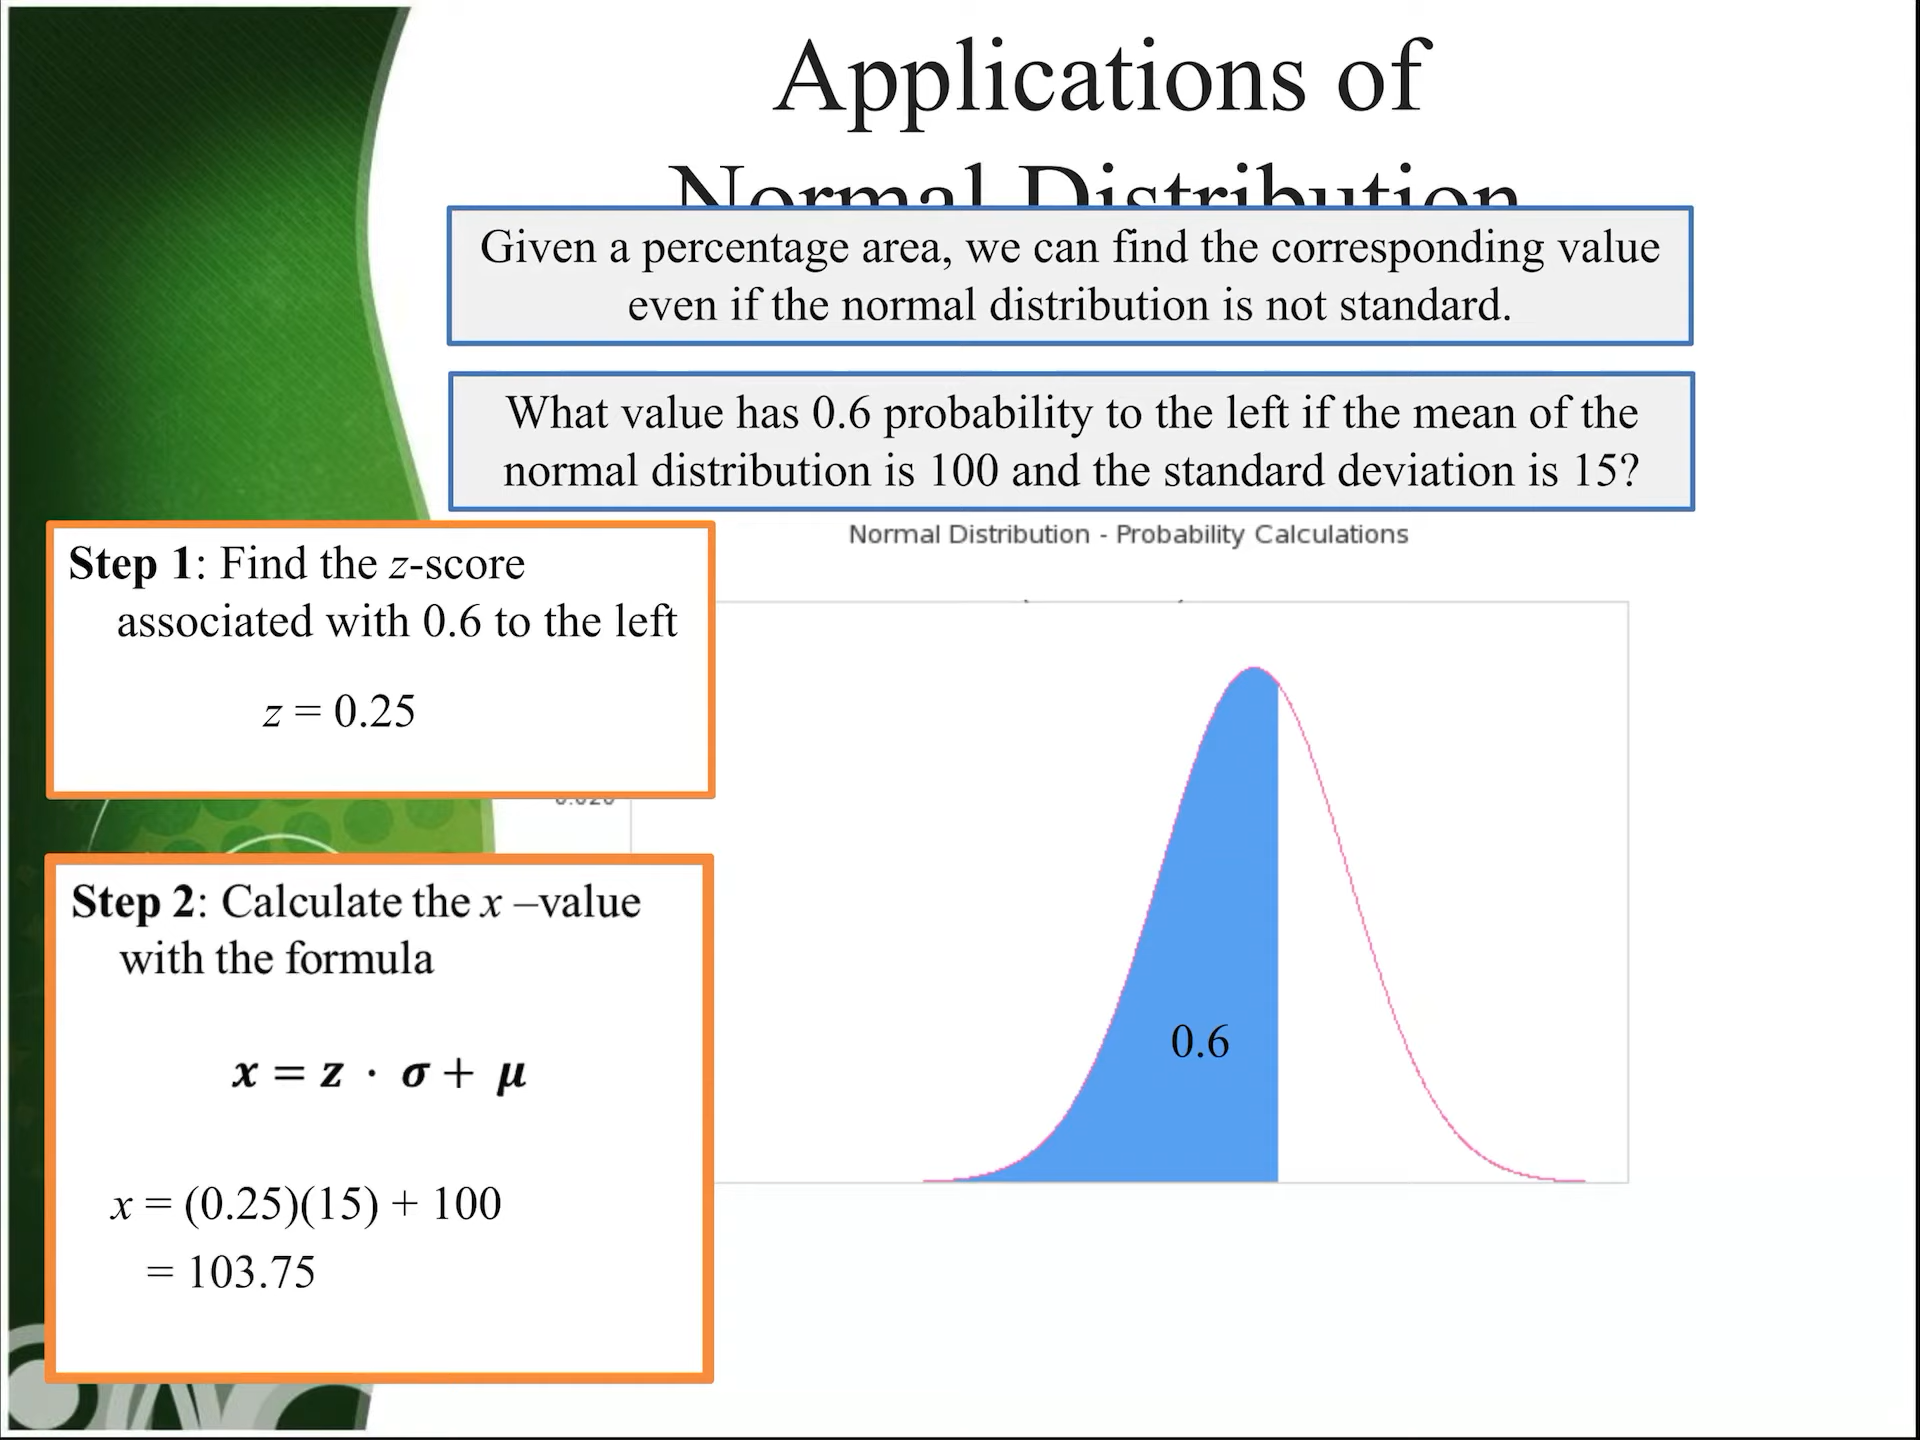 Applications of
Normal Distribution
Given a percentage area, we can find the corresponding value
even if the normal distribution is not standard.
What value has 0.6 probability to the left if the mean of the
normal distribution is 100 and the standard deviation is 15?
Normal Distribution - Probability Calculations
Step 1: Find the z-score
associated with 0.6 to the left
z = 0.25
0.020
Step 2: Calculate the x –value
with the formula
x = z · σ + μ
x = (0.25)(15) + 100
= 103.75
0.6